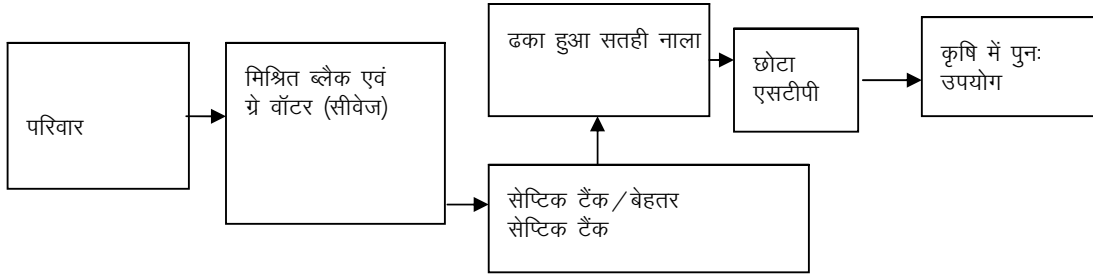 परिवार
मिश्रित ब्लैक एवं
ग्रे वॉटर (सीवेज)
सेप्टिक टैंक / बेहतर
सेप्टिक टैंक
ढका हुआ सतही नाला
छोटा
एसटीपी
कृषि में पुनः
उपयोग